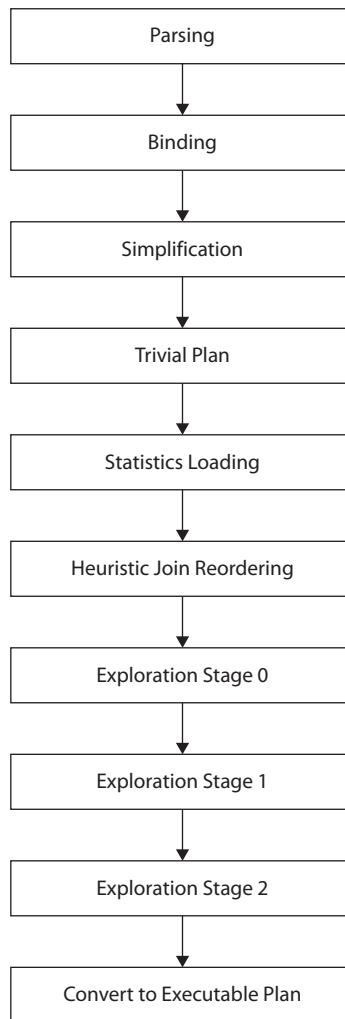 Parsing
Binding
Simplification
Trivial Plan
Statistics Loading
Heuristic Join Reordering
Exploration Stage 0
Exploration Stage 1
Exploration Stage 2
Convert to Executable Plan